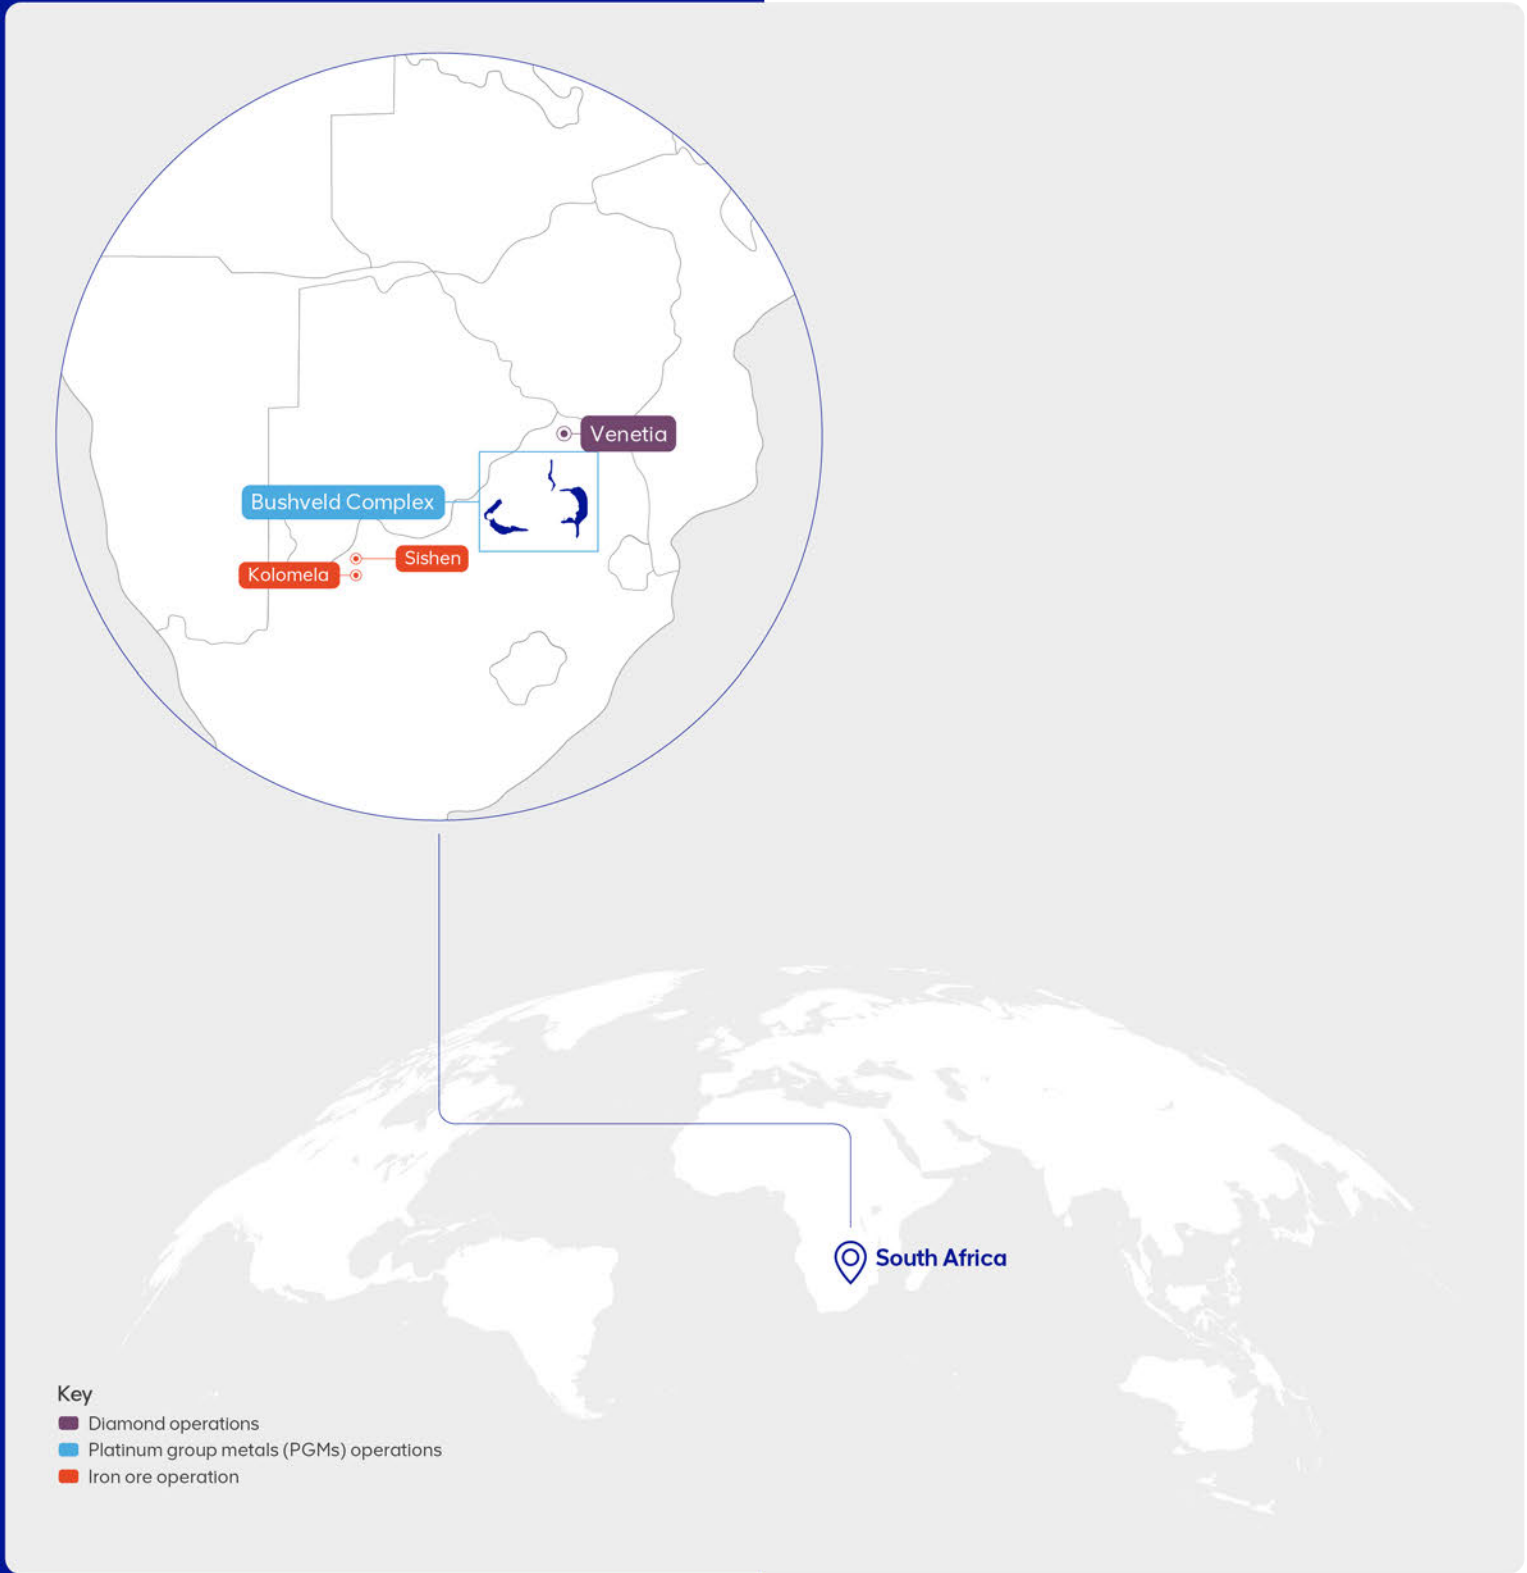 Venetia
Bushveld Complex
Sishen
Kolomela
South Africa
Key
Diamond operations
Platinum group metals (PGMs) operations
Iron ore operation